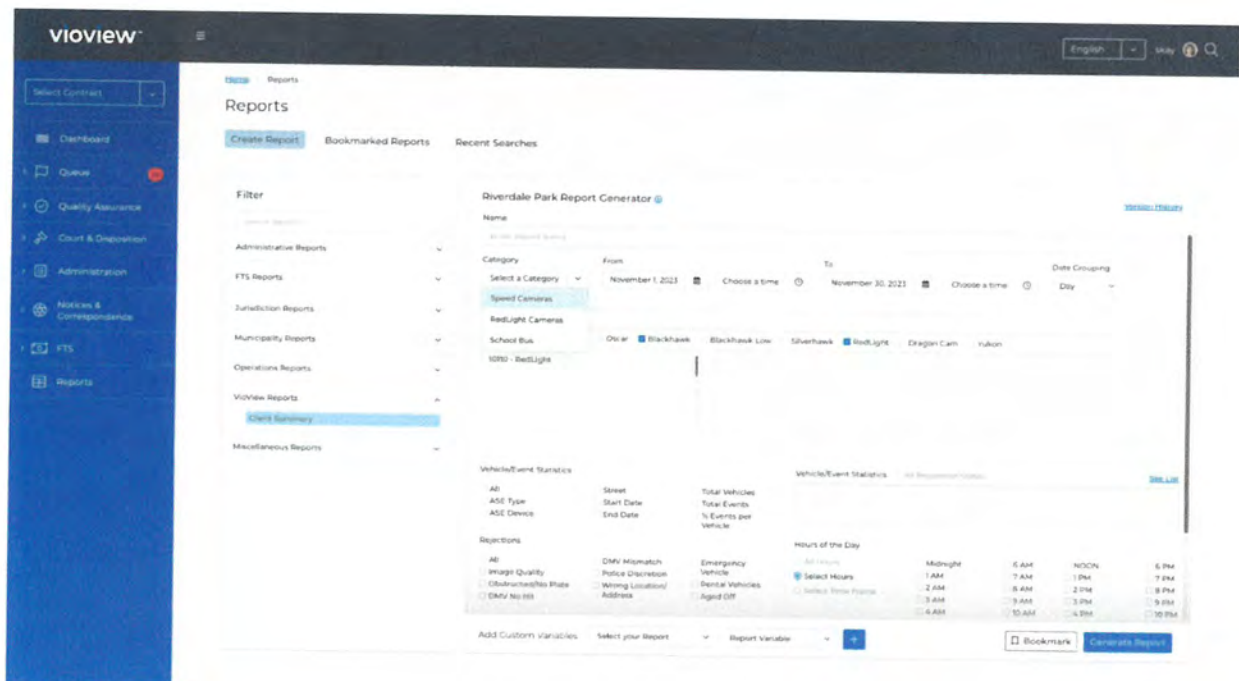 vioview™
English
skay
Select Contract
Dashboard
Queue
Quality Assurance
Court & Disposition
Administration
Notices &
Correspondence
FTS
Reports
Home Reports
Reports
Create Report Bookmarked Reports Recent Searches
Filter
Administrative Reports
FTS Reports
Jurisdiction Reports
Municipality Reports
Operations Reports
VioView Reports
Client Summary
Miscellaneous Reports
Riverdale Park Report Generator
Version History
Name
Category From To Date Grouping
Select a Category November 1, 2023 Choose a time November 30, 2023 Choose a time Day
Speed Cameras
RedLight Cameras
School Bus
Oscar Blackhawk Blackhawk Low Silverhawk RedLight Dragon Cam Yukon
10110 - RedLight
Vehicle/Event Statistics
All Street Total Vehicles
ASE Type Start Date Total Events
ASE Device End Date % Events per
Vehicle
Vehicle/Event Statistics
See List
Rejections
All DMV Mismatch Emergency
Vehicle
Image Quality Police Discretion Rental Vehicles
Obstructed/No Plate Wrong Location/
Address Aged Off
DMV No Hit
Hours of the Day
All Hours Midnight 6 AM NOON 6 PM
Select Hours 1 AM 7 AM 1 PM 7 PM
Select Time Frame 2 AM 8 AM 2 PM 8 PM
3 AM 9 AM 3 PM 9 PM
4 AM 10 AM 4 PM 10 PM
Add Custom Variables Select your Report Report Variable +
Bookmark Generate Report